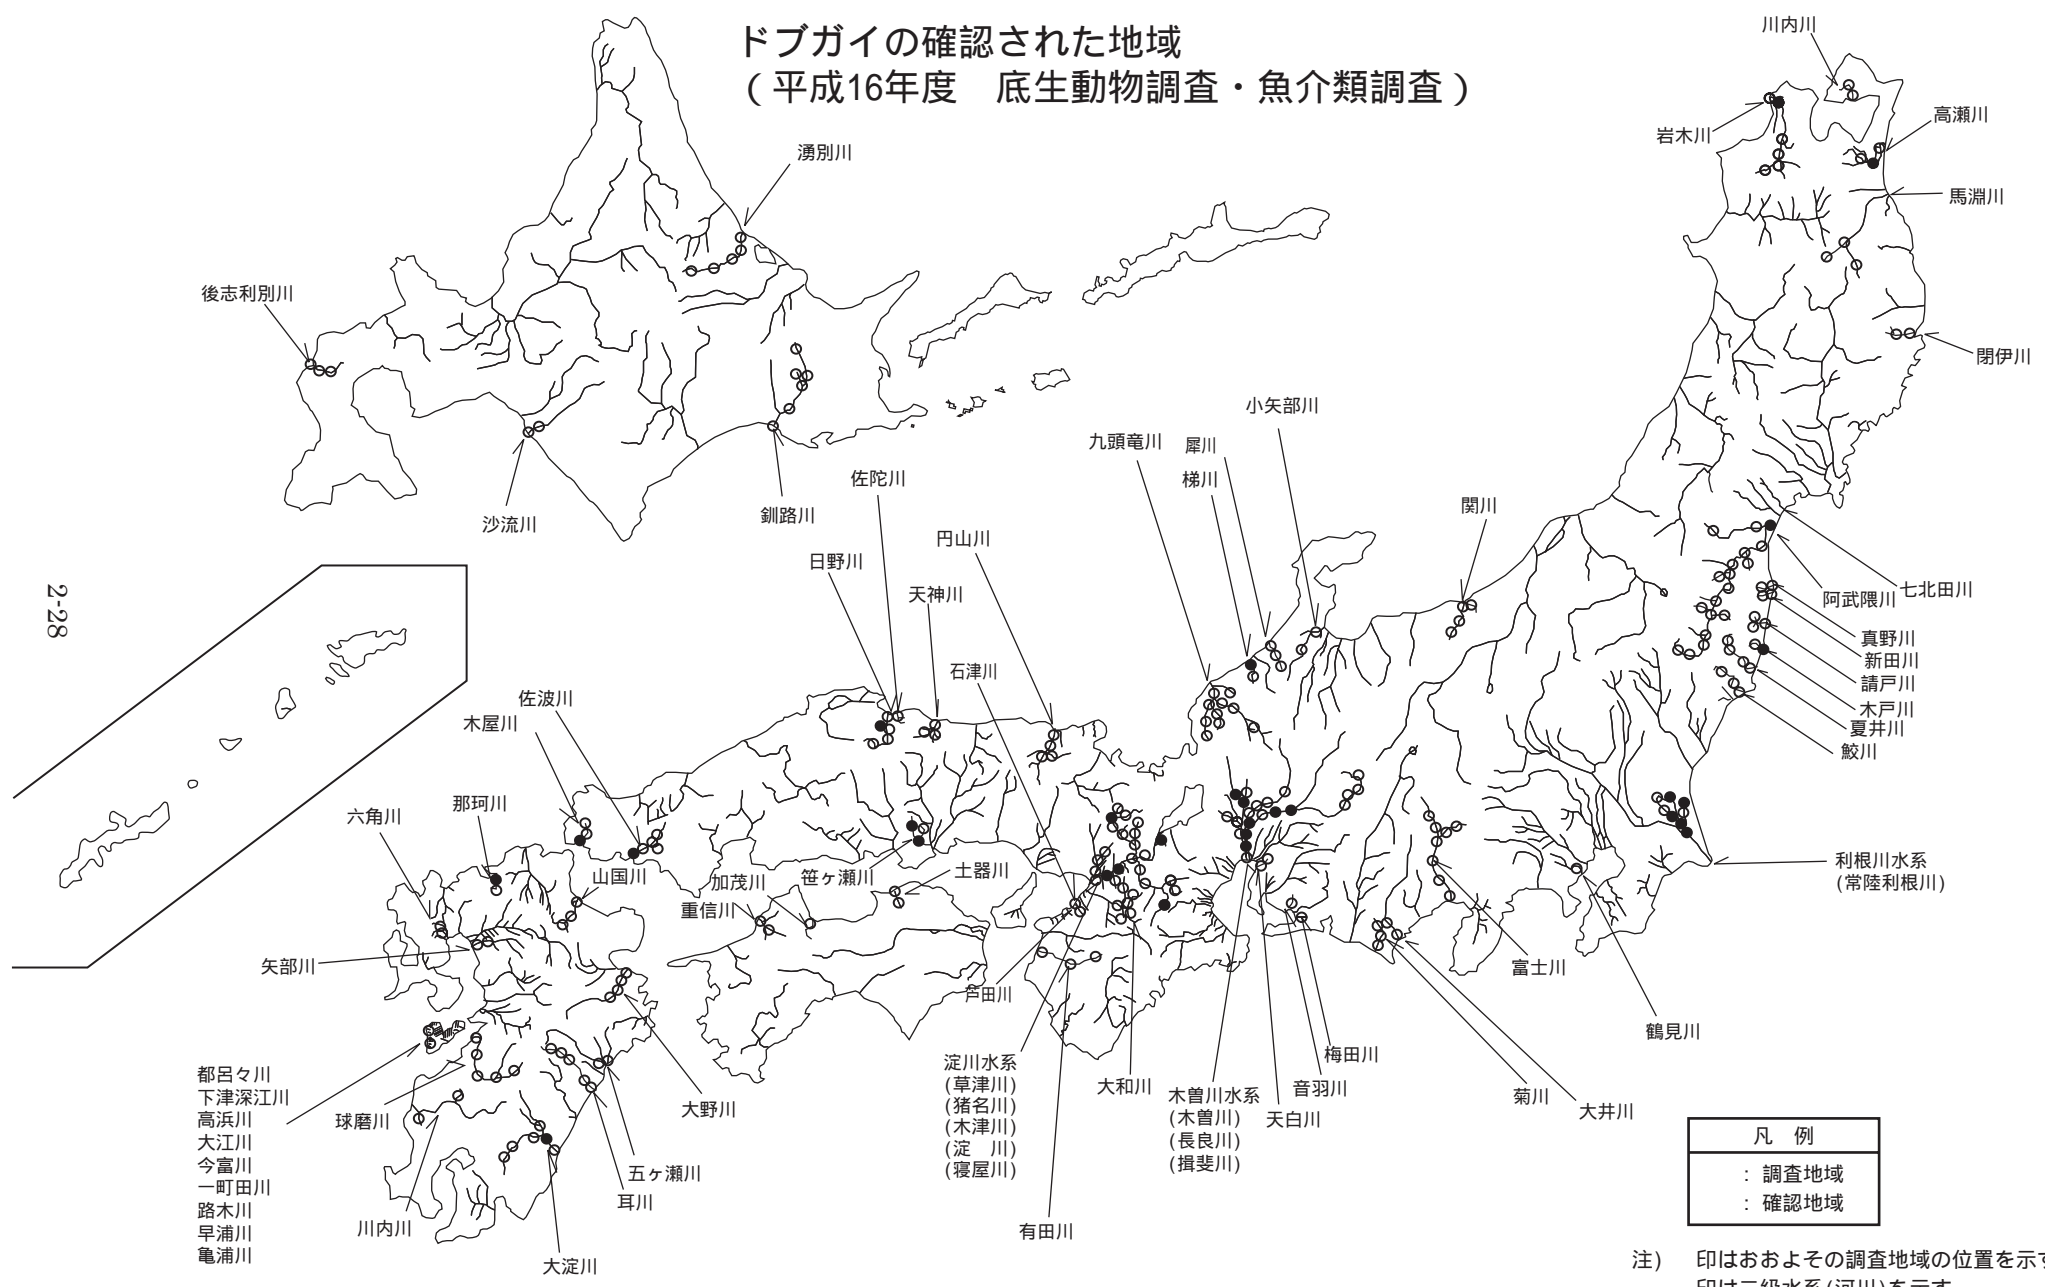 ドブガイの確認された地域
(平成16年度　底生動物調査・魚介類調査)
川内川
高瀬川
岩木川
馬淵川
湧別川
後志利別川
閉伊川
沙流川
釧路川
小矢部川
九頭竜川
犀川
梯川
関川
佐陀川
円山川
日野川
天神川
石津川
佐波川
木屋川
七北田川
阿武隈川
真野川
新田川
請戸川
木戸川
夏井川
鮫川
2-28
那珂川
六角川
山国川
加茂川
重信川
笹ヶ瀬川
土器川
利根川水系
(常陸利根川)
矢部川
芦田川
富士川
鶴見川
都呂々川
下津深江川
高浜川
大江川
今富川
一町田川
路木川
早浦川
亀浦川
球磨川
川内川
大淀川
耳川
五ヶ瀬川
大野川
淀川水系
(草津川)
(猪名川)
(木津川)
(淀　川)
(寝屋川)
有田川
大和川
木曽川水系
(木曽川)
(長良川)
(揖斐川)
天白川
音羽川
梅田川
菊川
大井川
凡　例
：調査地域
：確認地域
注)　印はおおよその調査地域の位置を示す
印は二級水系(河川)を示す